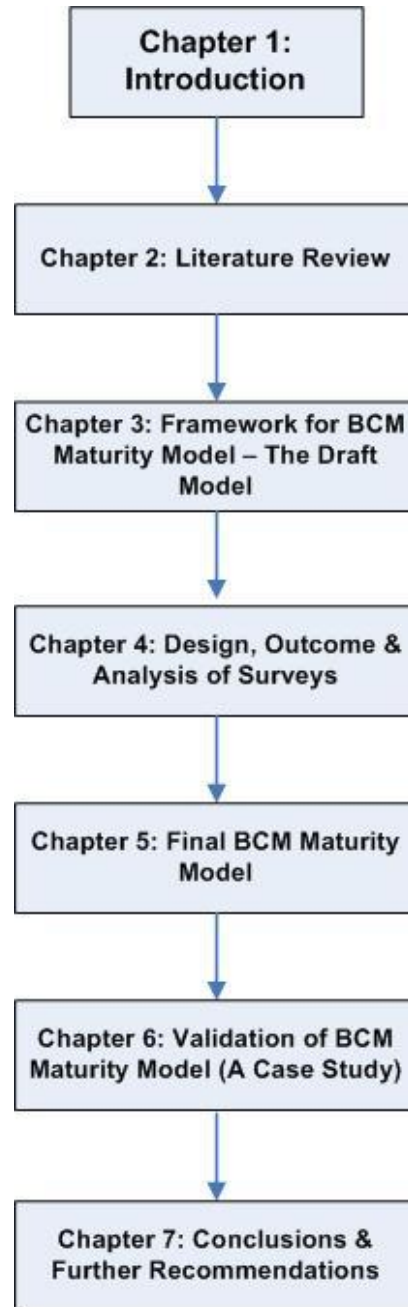 Chapter 1:
Introduction
Chapter 2: Literature Review
Chapter 3: Framework for BCM
Maturity Model – The Draft
Model
Chapter 4: Design, Outcome &
Analysis of Surveys
Chapter 5: Final BCM Maturity
Model
Chapter 6: Validation of BCM
Maturity Model (A Case Study)
Chapter 7: Conclusions &
Further Recommendations